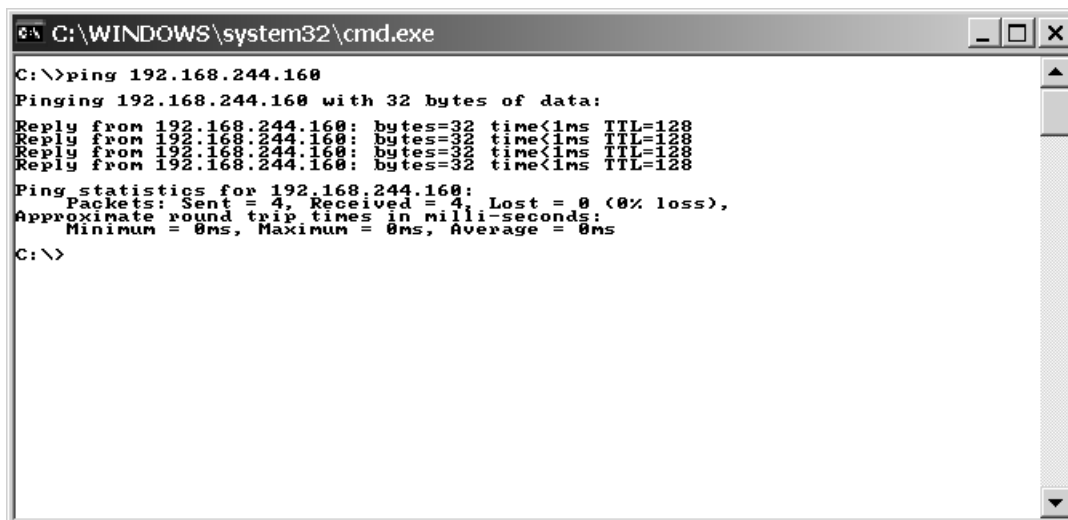 C:\WINDOWS\system32\cmd.exe
C:\>ping 192.168.244.160
Pinging 192.168.244.160 with 32 bytes of data:
Reply from 192.168.244.160: bytes=32 time<1ms TTL=128
Reply from 192.168.244.160: bytes=32 time<1ms TTL=128
Reply from 192.168.244.160: bytes=32 time<1ms TTL=128
Reply from 192.168.244.160: bytes=32 time<1ms TTL=128
Ping statistics for 192.168.244.160:
Packets: Sent = 4, Received = 4, Lost = 0 (0% loss),
Approximate round trip times in milli-seconds:
Minimum = 0ms, Maximum = 0ms, Average = 0ms
C:\>